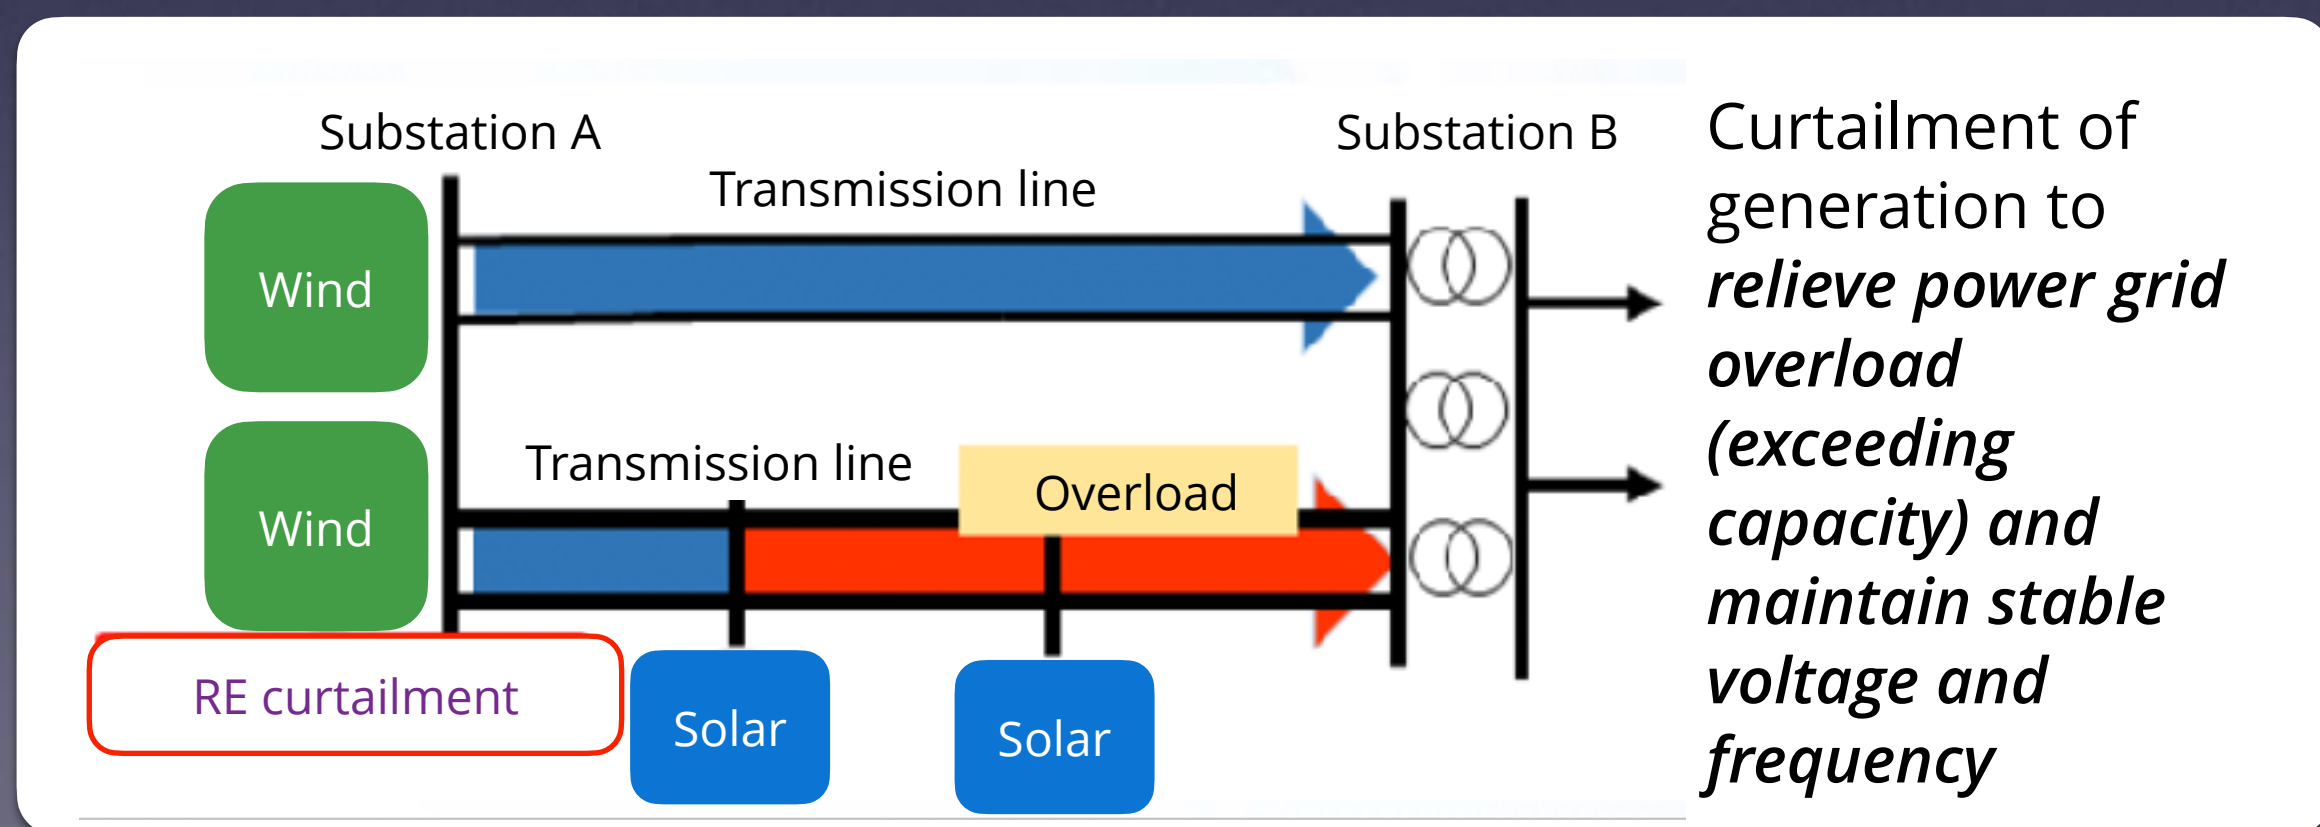 Substation A
Substation B
Transmission line
Wind
Wind
Transmission line
Overload
RE curtailment
Solar
Solar
Curtailment of
generation to
relieve power grid
overload
(exceeding
capacity) and
maintain stable
voltage and
frequency